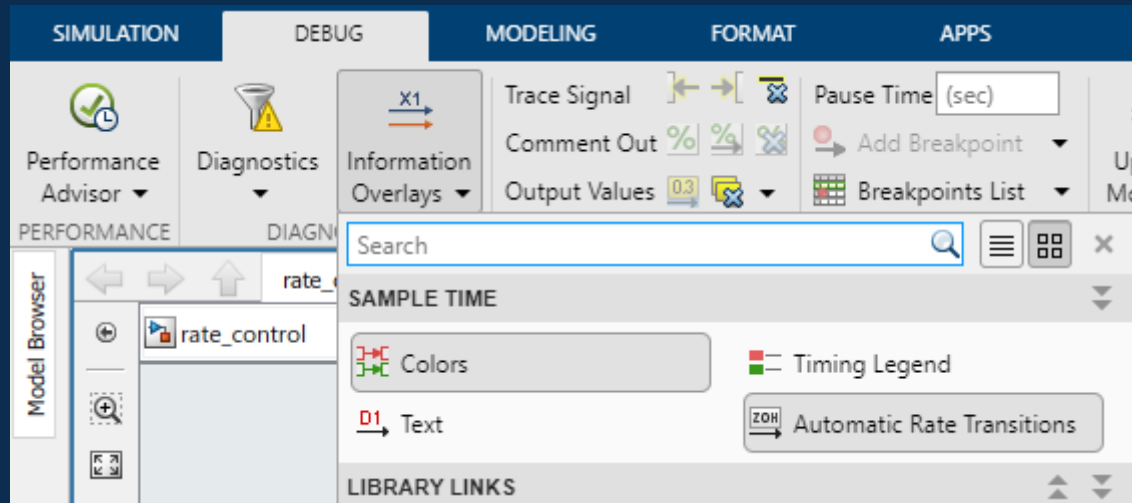 SIMULATION DEBUG MODELING FORMAT APPS
Performance
Advisor
PERFORMANCE
Diagnostics
X1
Information
Overlays
Trace Signal
Comment Out
Output Values 0.3
Pause Time (sec)
Add Breakpoint
Breakpoints List
Search
SAMPLE TIME
Model Browser
rate_control
Colors
Timing Legend
D1 Text
ZOH Automatic Rate Transitions
LIBRARY LINKS